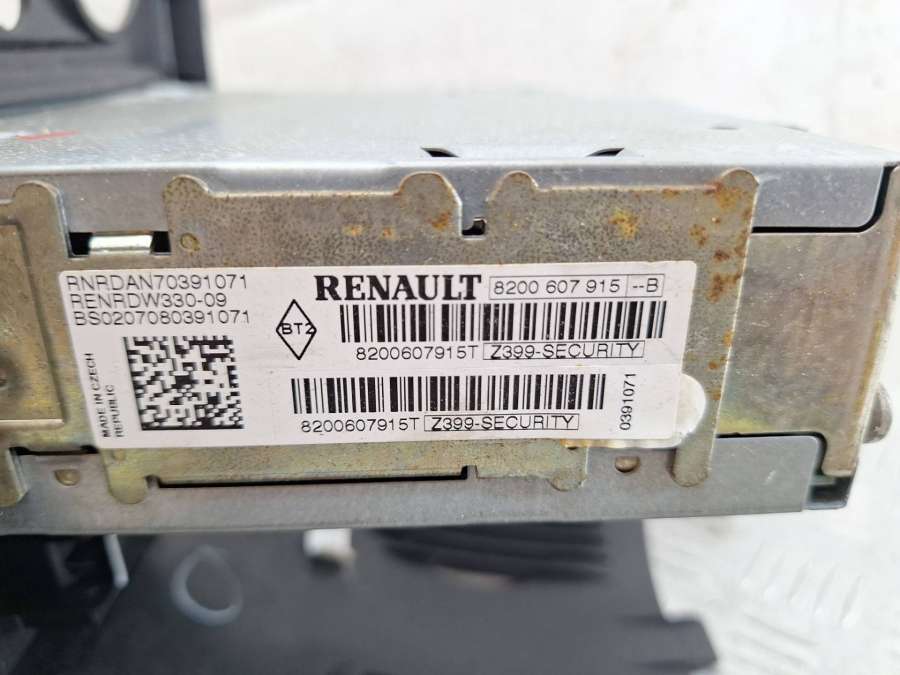 RNRDAN70391071
RENRDW330-09
BS0207080391071
MADE IN CZECH
REPUBLIC
RENAULT 8200 607 915 --B
BT2
8200607915T Z399-SECURITY
8200607915T Z399-SECURITY
0391071